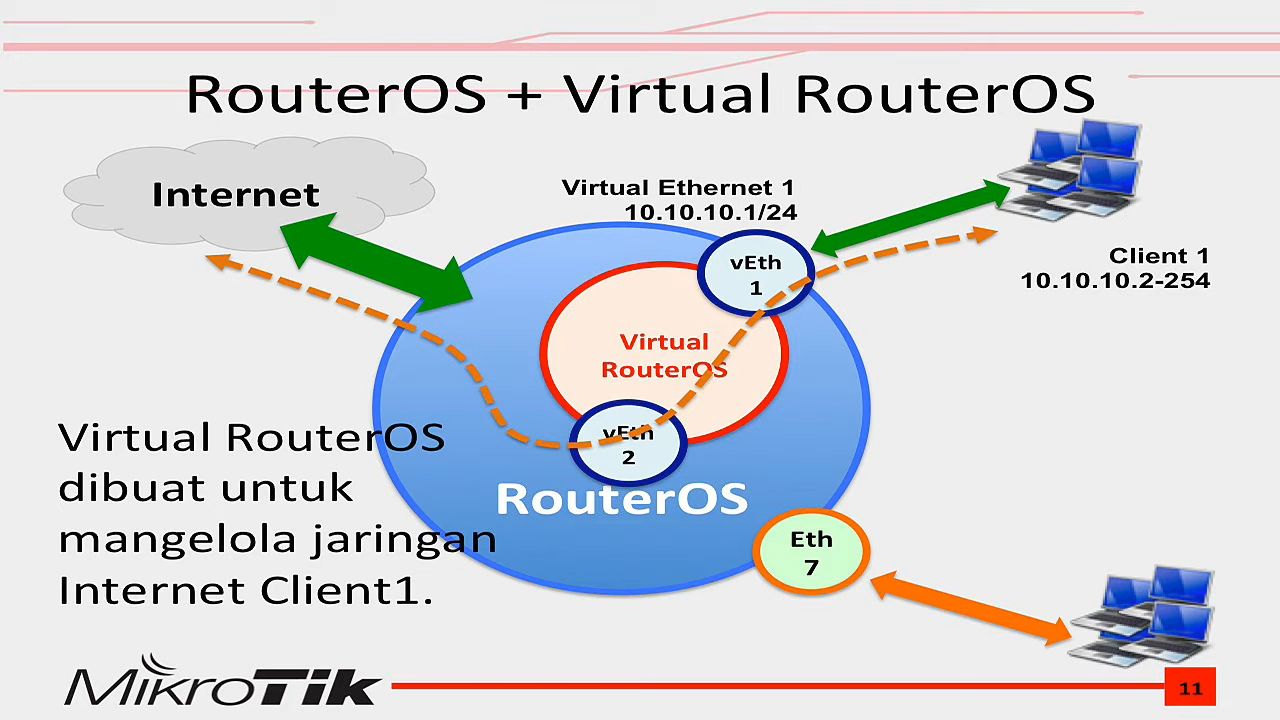 RouterOS + Virtual RouterOS
Internet
Virtual Ethernet 1
10.10.10.1/24
vEth
1
Client 1
10.10.10.2-254
Virtual
RouterOS
vEth
2
RouterOS
Virtual RouterOS
dibuat untuk
mangelola jaringan
Internet Client1.
Eth
7
MikroTik
11